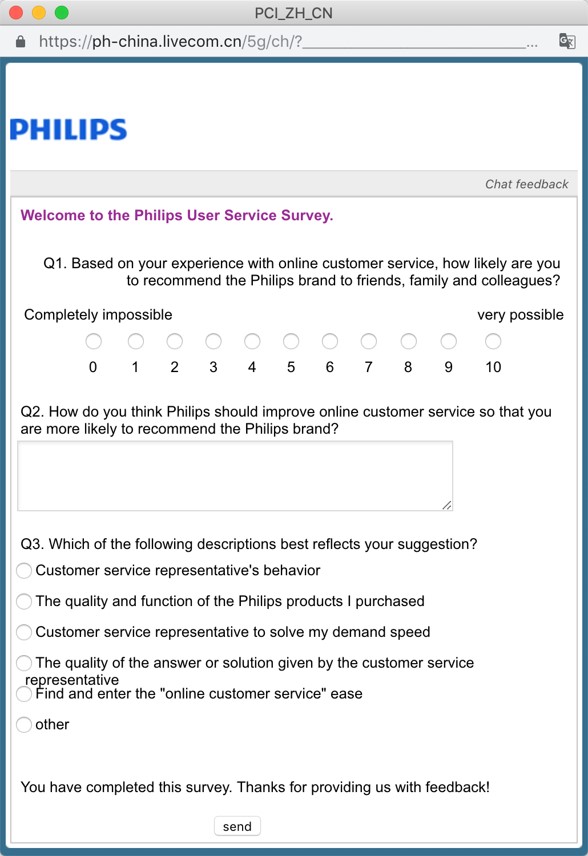 PCI_ZH_CN
https://ph-china.livecom.cn/5g/ch/?_____________________________...
PHILIPS
Chat feedback
Welcome to the Philips User Service Survey.
Q1. Based on your experience with online customer service, how likely are you
to recommend the Philips brand to friends, family and colleagues?
Completely impossible very possible
0 1 2 3 4 5 6 7 8 9 10
Q2. How do you think Philips should improve online customer service so that you
are more likely to recommend the Philips brand?
Q3. Which of the following descriptions best reflects your suggestion?
Customer service representative's behavior
The quality and function of the Philips products I purchased
Customer service representative to solve my demand speed
The quality of the answer or solution given by the customer service
representative
Find and enter the "online customer service" ease
other
You have completed this survey. Thanks for providing us with feedback!
send